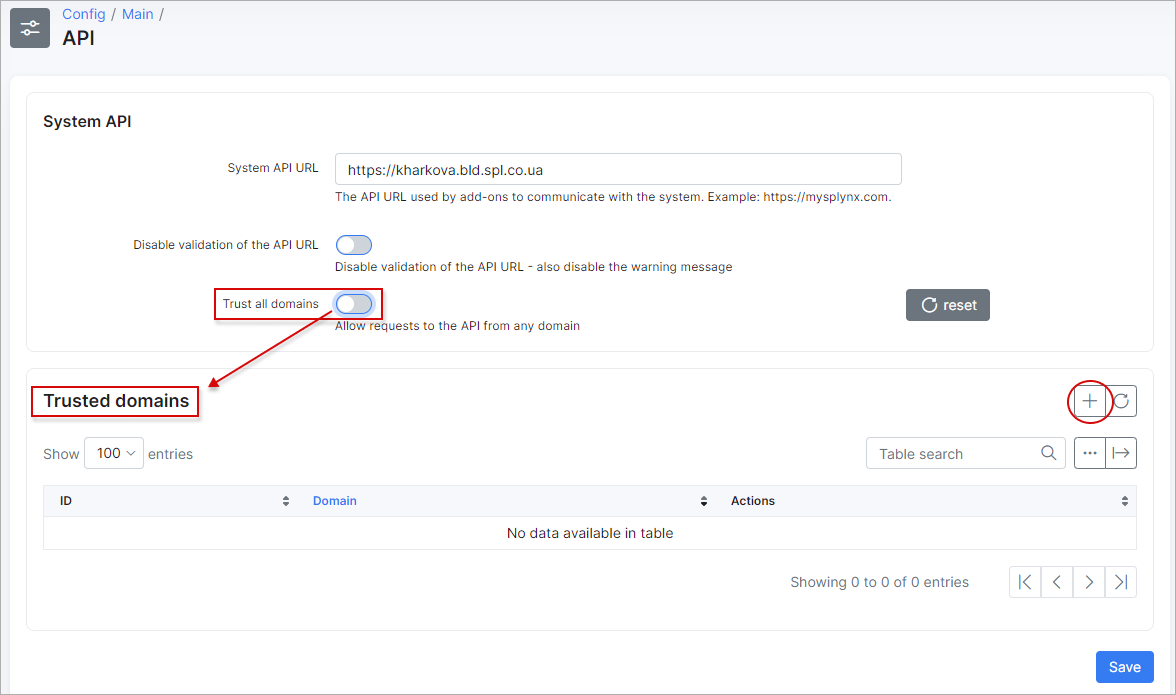 Config / Main /
API
System API
System API URL
https://kharkova.bld.spl.co.ua
The API URL used by add-ons to communicate with the system. Example: https://mysplynx.com.
Disable validation of the API URL
Disable validation of the API URL - also disable the warning message
Trust all domains
reset
Allow requests to the API from any domain
Trusted domains
Show 100 entries
Table search
ID Domain Actions
No data available in table
Showing 0 to 0 of 0 entries
Save